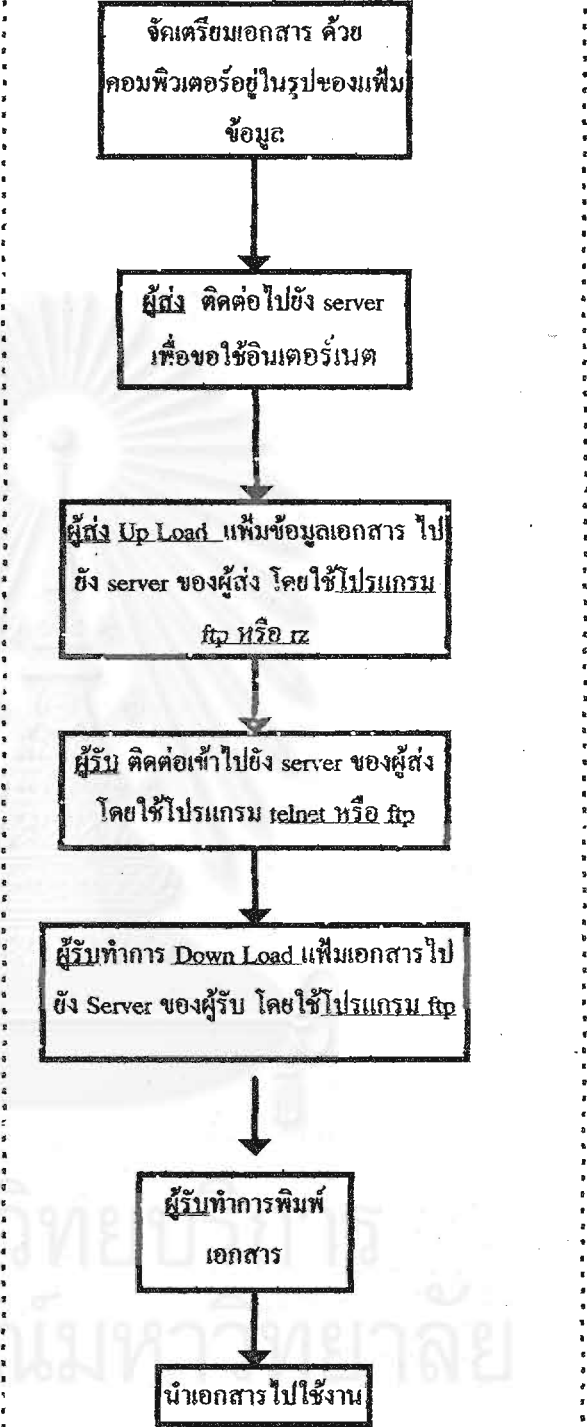 จัดเตรียมเอกสาร ด้วย
คอมพิวเตอร์อยู่ในรูปของแฟ้ม
ข้อมูล
ผู้ส่ง ติดต่อไปยัง server
เพื่อขอใช้อินเตอร์เนต
ผู้ส่ง Up Load แฟ้มข้อมูลเอกสาร ไป
ยัง server ของผู้ส่ง โดยใช้โปรแกรม
ftp หรือ rz
ผู้รับ ติดต่อเข้าไปยัง server ของผู้ส่ง
โดยใช้โปรแกรม telnet หรือ ftp
ผู้รับทำการ Down Load แฟ้มเอกสารไป
ยัง Server ของผู้รับ โดยใช้โปรแกรม ftp
ผู้รับทำการพิมพ์
เอกสาร
นำเอกสารไปใช้งาน